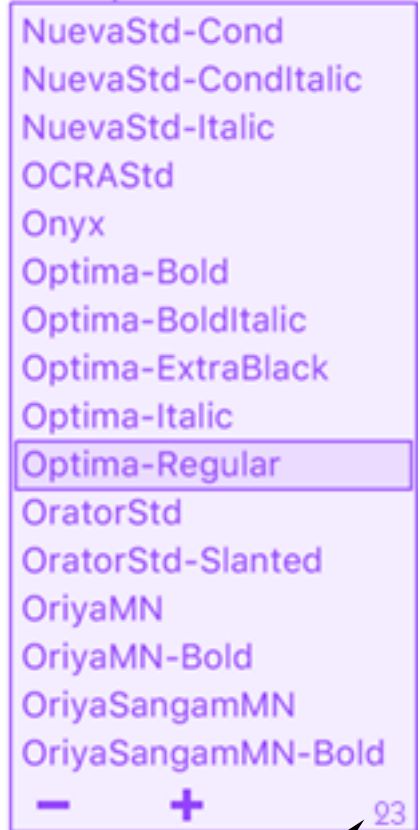 NuevaStd-Cond
NuevaStd-CondItalic
NuevaStd-Italic
OCRAStd
Onyx
Optima-Bold
Optima-BoldItalic
Optima-ExtraBlack
Optima-Italic
Optima-Regular
OratorStd
OratorStd-Slanted
OriyaMN
OriyaMN-Bold
OriyaSangamMN
OriyaSangamMN-Bold
− + 23